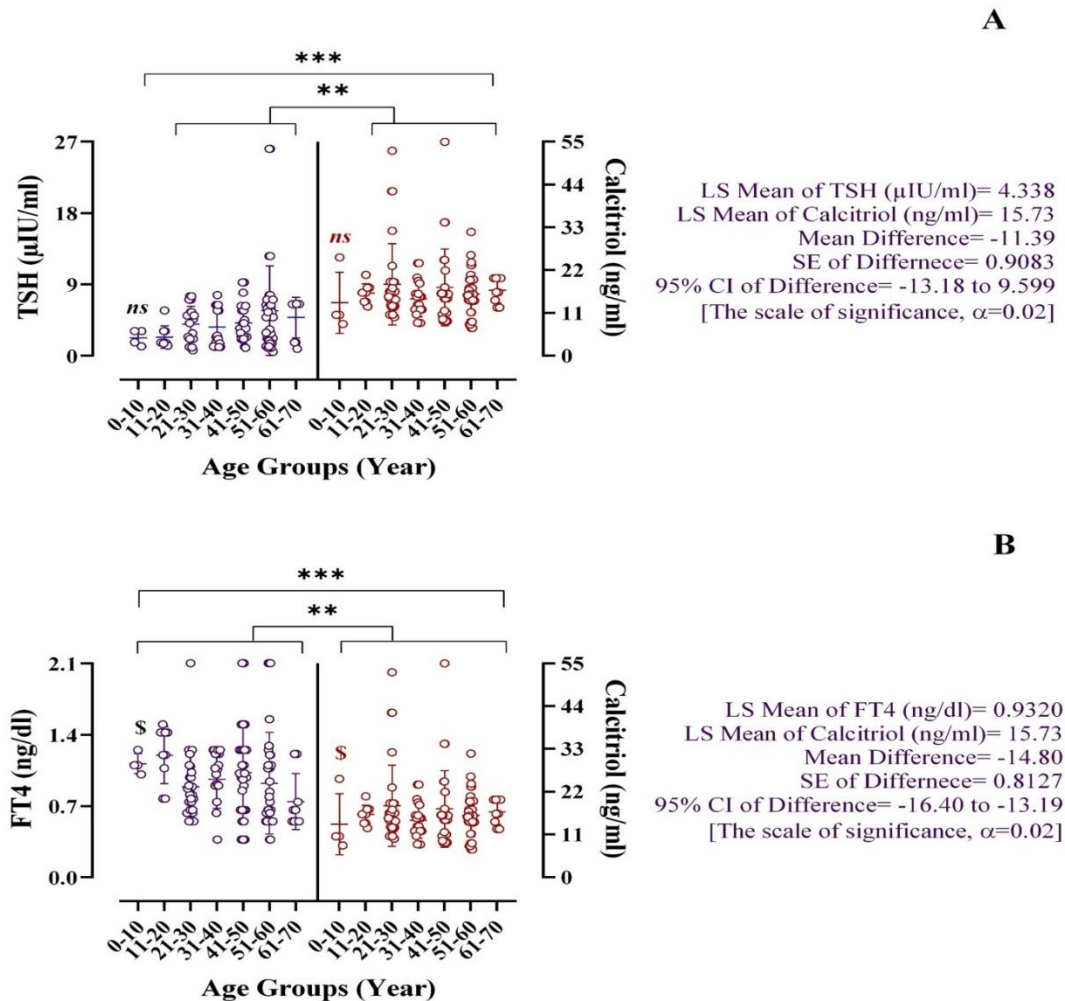 A
***
**
27
18
9
0
TSH (µIU/ml)
ns
ns
55
44
33
22
11
0
Calcitriol (ng/ml)
0-10
11-20
21-30
31-40
41-50
51-60
61-70
0-10
11-20
21-30
31-40
41-50
51-60
61-70
Age Groups (Year)
LS Mean of TSH (µIU/ml)= 4.338
LS Mean of Calcitriol (ng/ml)= 15.73
Mean Difference= -11.39
SE of Differnece= 0.9083
95% CI of Difference= -13.18 to 9.599
[The scale of significance, α=0.02]
B
***
**
2.1
1.4
0.7
0.0
FT4 (ng/dl)
$
$
55
44
33
22
11
0
Calcitriol (ng/ml)
0-10
11-20
21-30
31-40
41-50
51-60
61-70
0-10
11-20
21-30
31-40
41-50
51-60
61-70
Age Groups (Year)
LS Mean of FT4 (ng/dl)= 0.9320
LS Mean of Calcitriol (ng/ml)= 15.73
Mean Difference= -14.80
SE of Differnece= 0.8127
95% CI of Difference= -16.40 to -13.19
[The scale of significance, α=0.02]